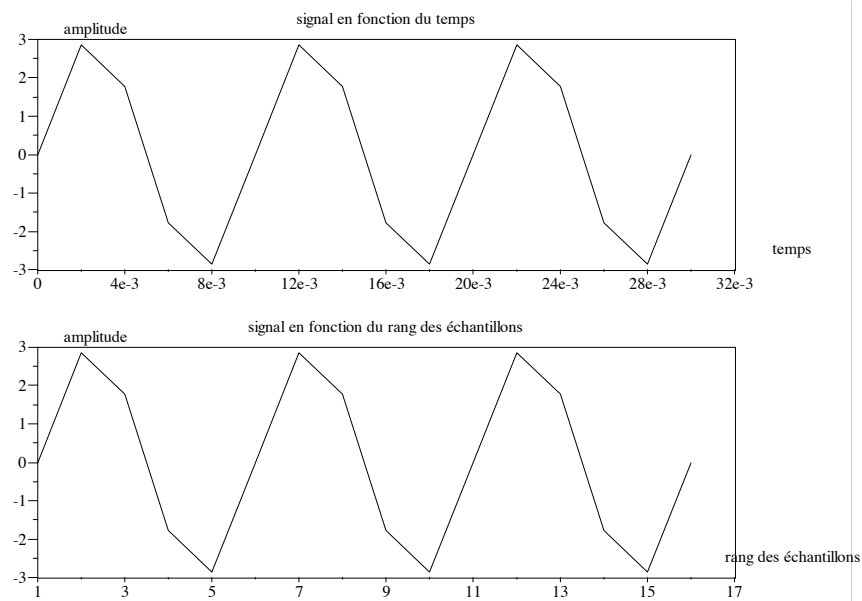 signal en fonction du temps
amplitude
3
2
1
0
-1
-2
-3
0 4e-3 8e-3 12e-3 16e-3 20e-3 24e-3 28e-3 32e-3
temps
signal en fonction du rang des échantillons
amplitude
3
2
1
0
-1
-2
-3
rang des échantillons
1 3 5 7 9 11 13 15 17